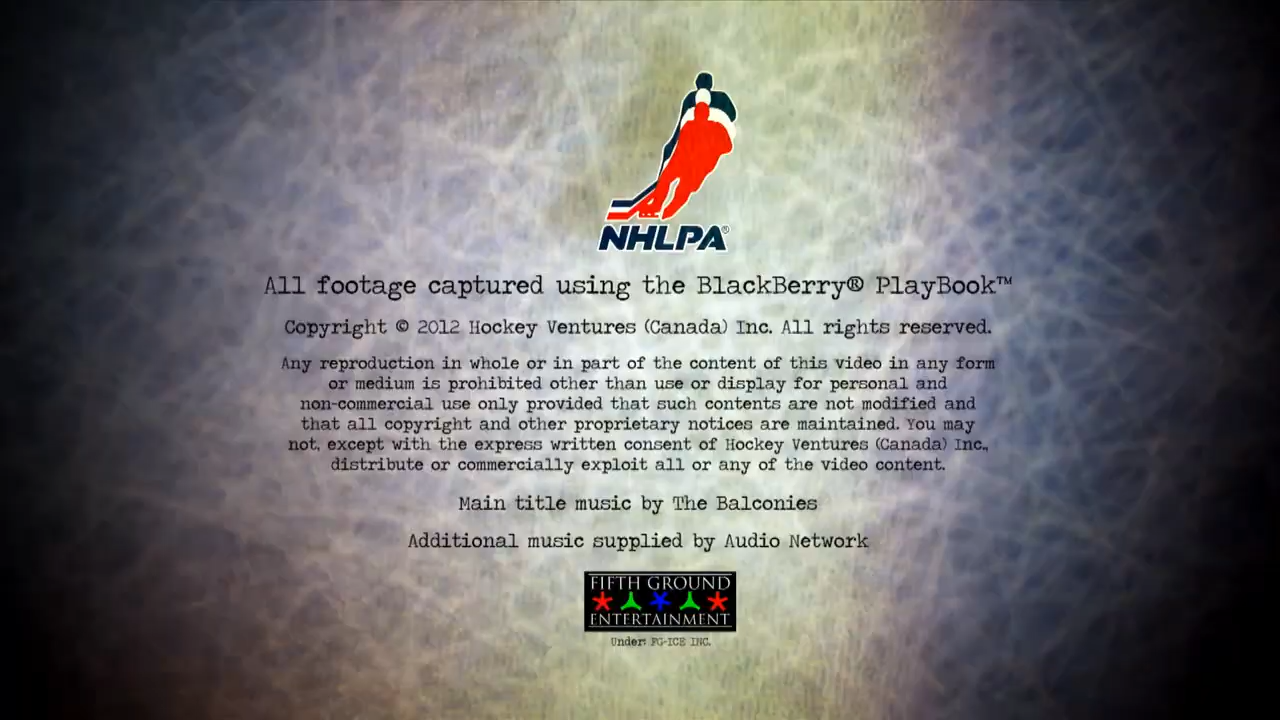 NHLPA®
All footage captured using the BlackBerry® PlayBook™
Copyright © 2012 Hockey Ventures (Canada) Inc. All rights reserved.
Any reproduction in whole or in part of the content of this video in any form
or medium is prohibited other than use or display for personal and
non-commercial use only provided that such contents are not modified and
that all copyright and other proprietary notices are maintained. You may
not, except with the express written consent of Hockey Ventures (Canada) Inc.,
distribute or commercially exploit all or any of the video content.
Main title music by The Balconies
Additional music supplied by Audio Network
FIFTH GROUND
ENTERTAINMENT
Under: FG-ICE INC.